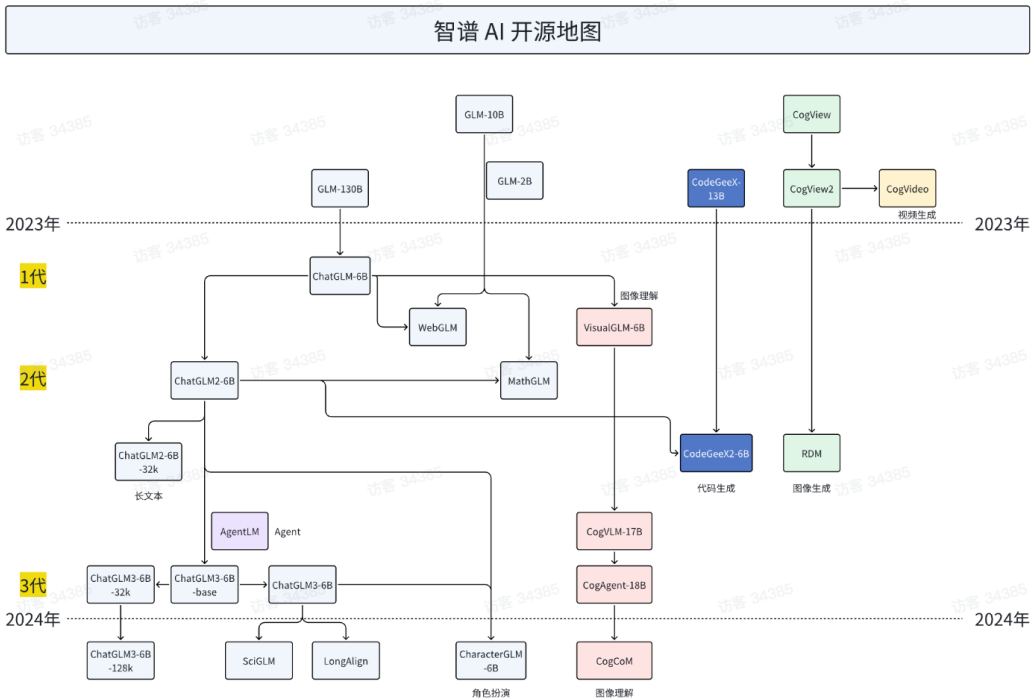 智谱 AI 开源地图
GLM-10B
CogView
GLM-130B
GLM-2B
CodeGeeX-
13B
CogView2
CogVideo
视频生成
2023年
2023年
1代
ChatGLM-6B
图像理解
WebGLM
VisualGLM-6B
2代
ChatGLM2-6B
MathGLM
ChatGLM2-6B
-32k
长文本
CodeGeeX2-6B
代码生成
RDM
图像生成
AgentLM
Agent
CogVLM-17B
3代
ChatGLM3-6B
-32k
ChatGLM3-6B
-base
ChatGLM3-6B
CogAgent-18B
2024年
2024年
ChatGLM3-6B
-128k
SciGLM
LongAlign
CharacterGLM
-6B
角色扮演
CogCoM
图像理解
访客 34385